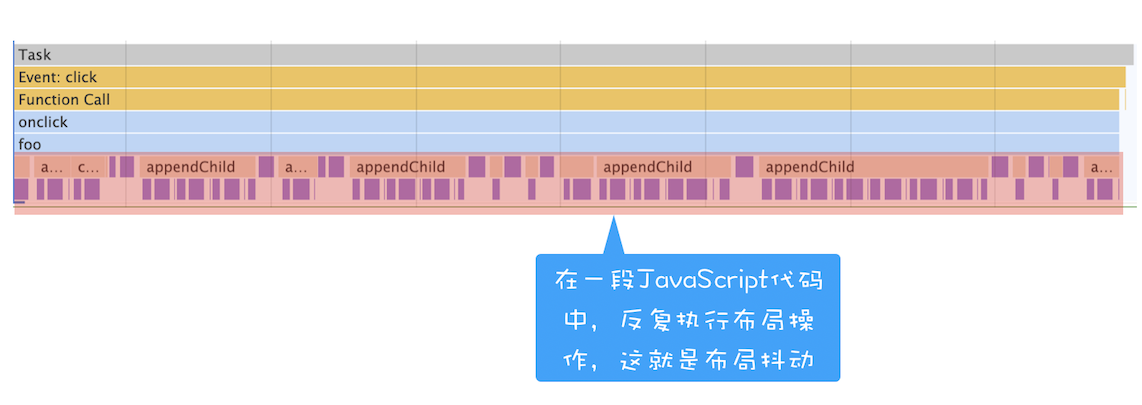 Task
Event: click
Function Call
onclick
foo
a... c... appendChild a... appendChild appendChild appendChild a...
在一段JavaScript代码
中，反复执行布局操
作，这就是布局抖动